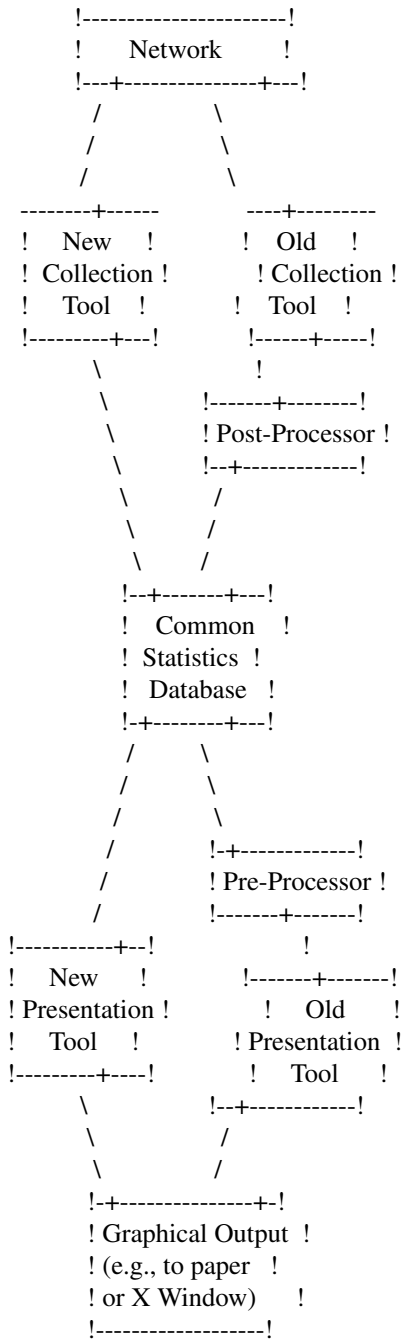 !-----------------------!
!      Network       !
!---+---------------+---!
/               \
/                 \
/                   \
--------+------          ----+---------
!    New    !          !    Old    !
!  Collection !          ! Collection !
!    Tool    !          !    Tool    !
!---------+---!          !------+-----!
\                    !
\          !-------+--------!
\         ! Post-Processor !
\        !--+-------------!
\           /
\         /
\       /
!--+-------+---!
!    Common    !
!  Statistics  !
!   Database   !
!-+--------+---!
/         \
/           \
/             \
/          !-+-------------!
/           ! Pre-Processor !
/            !-------+-------!
!-----------+--!                !
!    New     !          !-------+-------!
! Presentation !          !     Old      !
!    Tool    !          ! Presentation  !
!---------+----!          !     Tool     !
\            !--+------------!
\              /
\            /
!-+---------------+-!
! Graphical Output  !
! (e.g., to paper   !
! or X Window)      !
!-------------------!